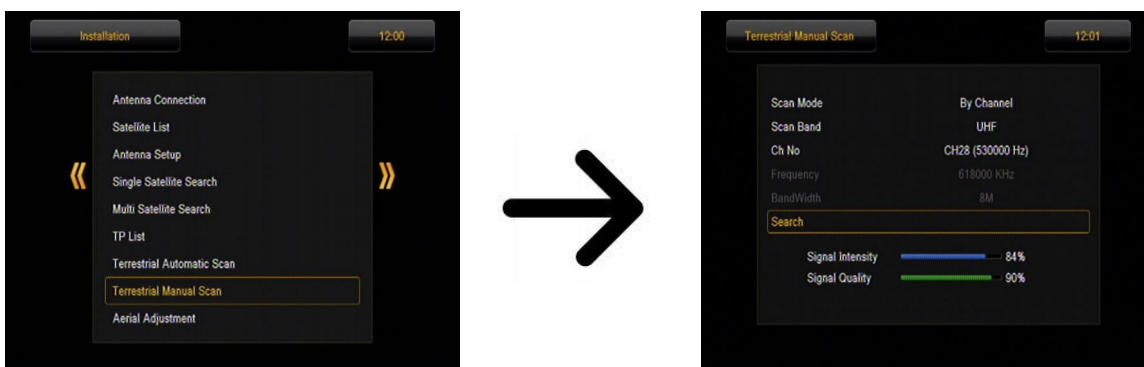 Installation 12:00
Antenna Connection
Satellite List
Antenna Setup
Single Satellite Search
Multi Satellite Search
TP List
Terrestrial Automatic Scan
Terrestrial Manual Scan
Aerial Adjustment
Terrestrial Manual Scan 12:01
Scan Mode By Channel
Scan Band UHF
Ch No CH28 (530000 Hz)
Frequency 618000 KHz
BandWidth 8M
Search
Signal Intensity 84%
Signal Quality 90%